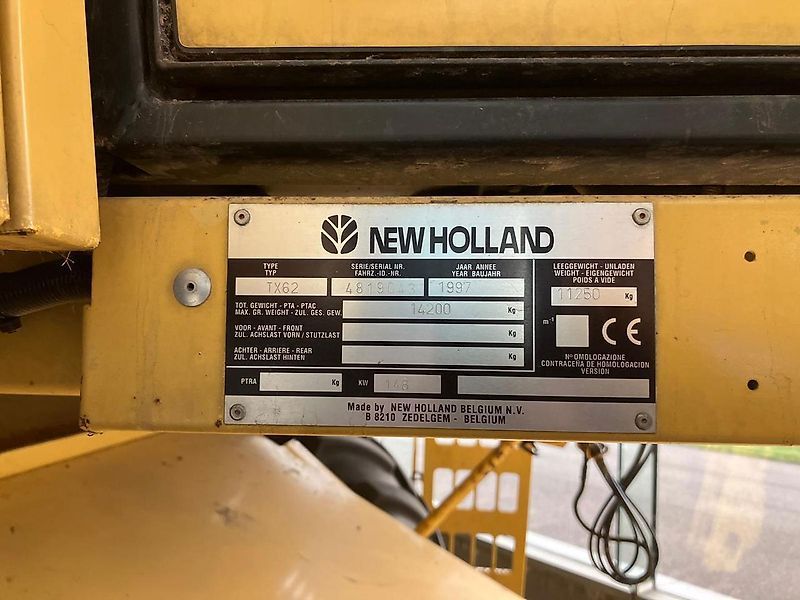 NEW HOLLAND
TYPE
TYP
TX62
SERIE/SERIAL NR.
FAHRZ.-ID.-NR.
4819043
JAAR ANNEE
YEAR BAUJAHR
1997
LEEGGEWICHT - UNLADEN
WEIGHT - EIGENGEWICHT
POIDS A VIDE
11250 Kg
TOT. GEWICHT - PTA - PTAC
MAX. GR. WEIGHT - ZUL. GES. GEW.
14200 Kg
VOOR - AVANT - FRONT
ZUL. ACHSLAST VORN / STUTZLAST
Kg
ACHTER - ARRIERE - REAR
ZUL. ACHSLAST HINTEN
Kg
m⁻¹
CE
N° OMOLOGAZIONE
CONTRACEÑA DE HOMOLOGACION
VERSION
PTRA Kg
KW 148
Made by NEW HOLLAND BELGIUM N.V.
B 8210 ZEDELGEM - BELGIUM